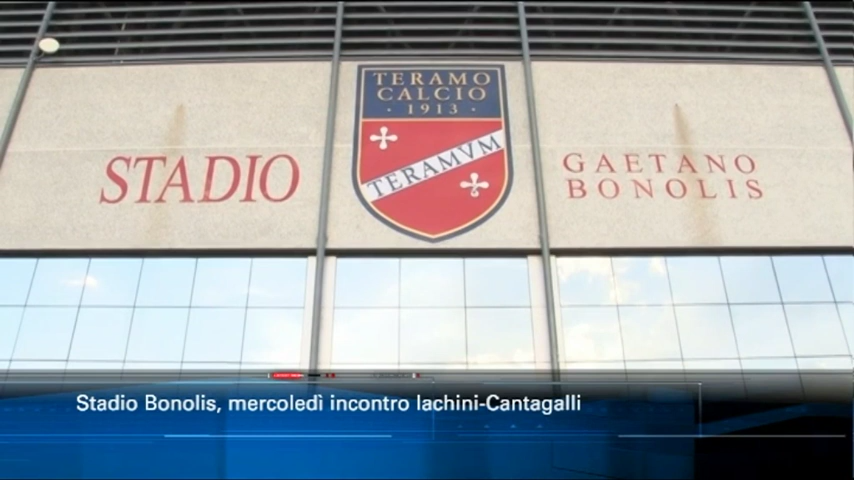 TERAMO
CALCIO
· 1913 ·
TERAMVM
STADIO
GAETANO
BONOLIS
Stadio Bonolis, mercoledì incontro Iachini-Cantagalli